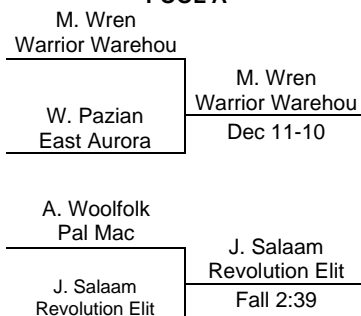 M. Wren
Warrior Warehou
M. Wren
Warrior Warehou
W. Pazian
East Aurora
Dec 11-10
A. Woolfolk
Pal Mac
J. Salaam
Revolution Elit
J. Salaam
Revolution Elit
Fall 2:39